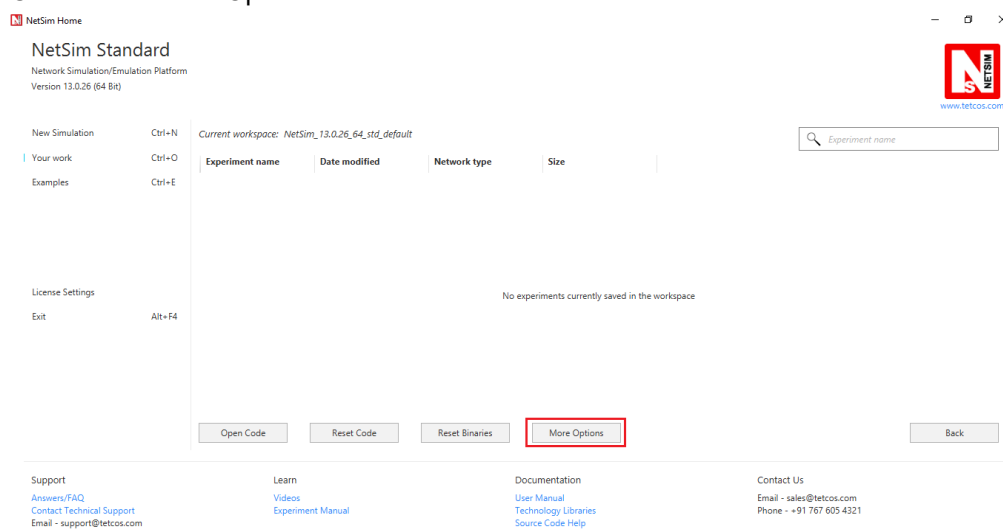 NetSim Home
NetSim Standard
Network Simulation/Emulation Platform
Version 13.0.26 (64 Bit)
NETSIM
www.tetcos.com
New Simulation Ctrl+N
Your work Ctrl+O
Examples Ctrl+E
License Settings
Exit Alt+F4
Current workspace: NetSim_13.0.26_64_std_default
Experiment name
Experiment name Date modified Network type Size
No experiments currently saved in the workspace
Open Code Reset Code Reset Binaries More Options Back
Support
Answers/FAQ
Contact Technical Support
Email - support@tetcos.com
Learn
Videos
Experiment Manual
Documentation
User Manual
Technology Libraries
Source Code Help
Contact Us
Email - sales@tetcos.com
Phone - +91 767 605 4321